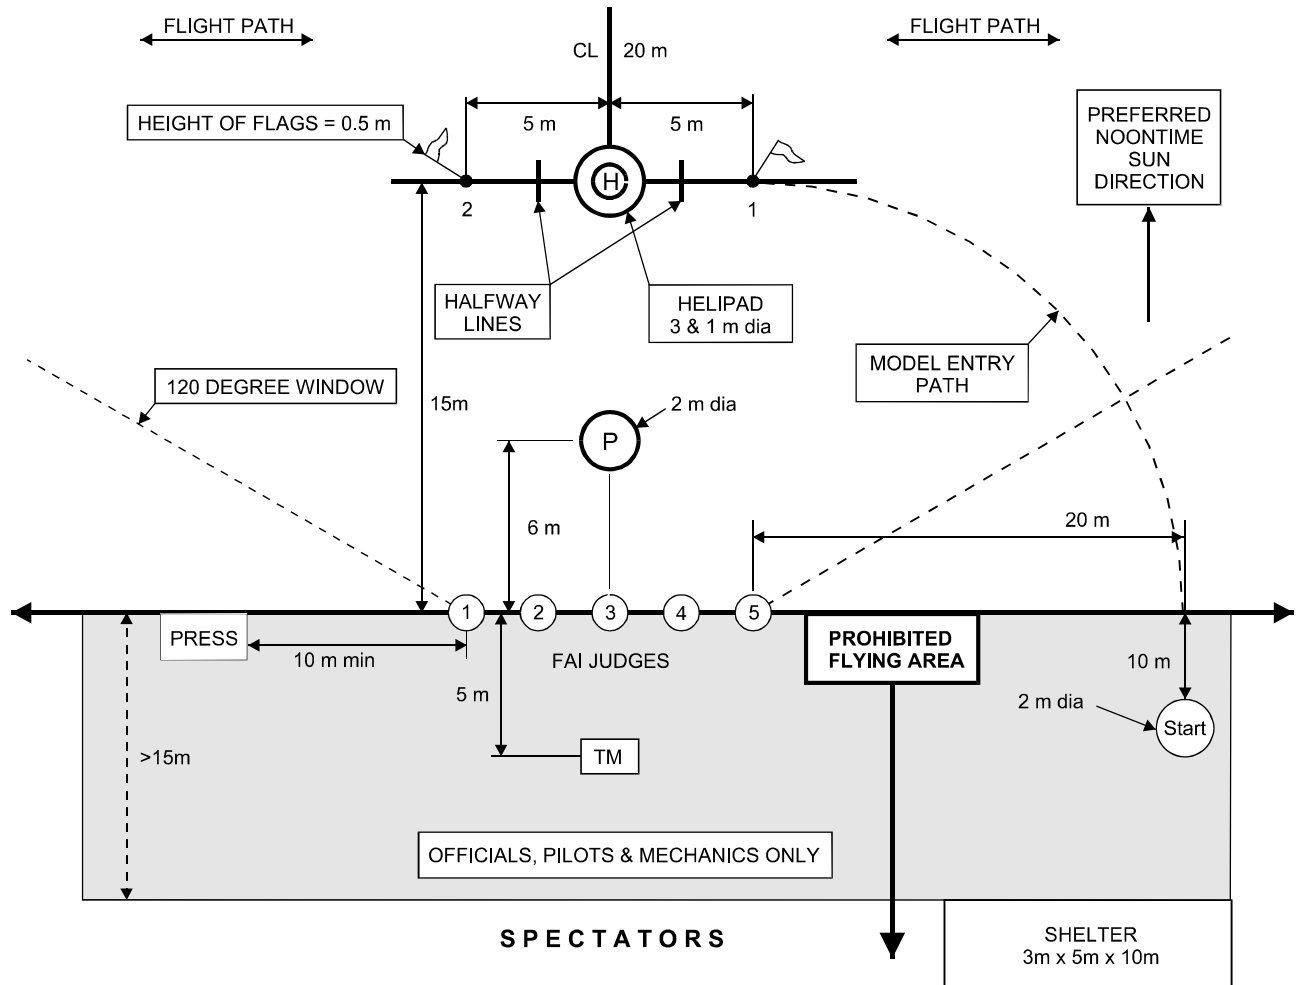 FLIGHT PATH
FLIGHT PATH
CL
20 m
HEIGHT OF FLAGS = 0.5 m
5 m
5 m
PREFERRED
NOONTIME
SUN
DIRECTION
H
2
1
HALFWAY
LINES
HELIPAD
3 & 1 m dia
MODEL ENTRY
PATH
120 DEGREE WINDOW
15m
2 m dia
P
6 m
20 m
1
2
3
4
5
PRESS
10 m min
FAI JUDGES
PROHIBITED
FLYING AREA
10 m
5 m
2 m dia
Start
>15m
TM
OFFICIALS, PILOTS & MECHANICS ONLY
SPECTATORS
SHELTER
3m x 5m x 10m